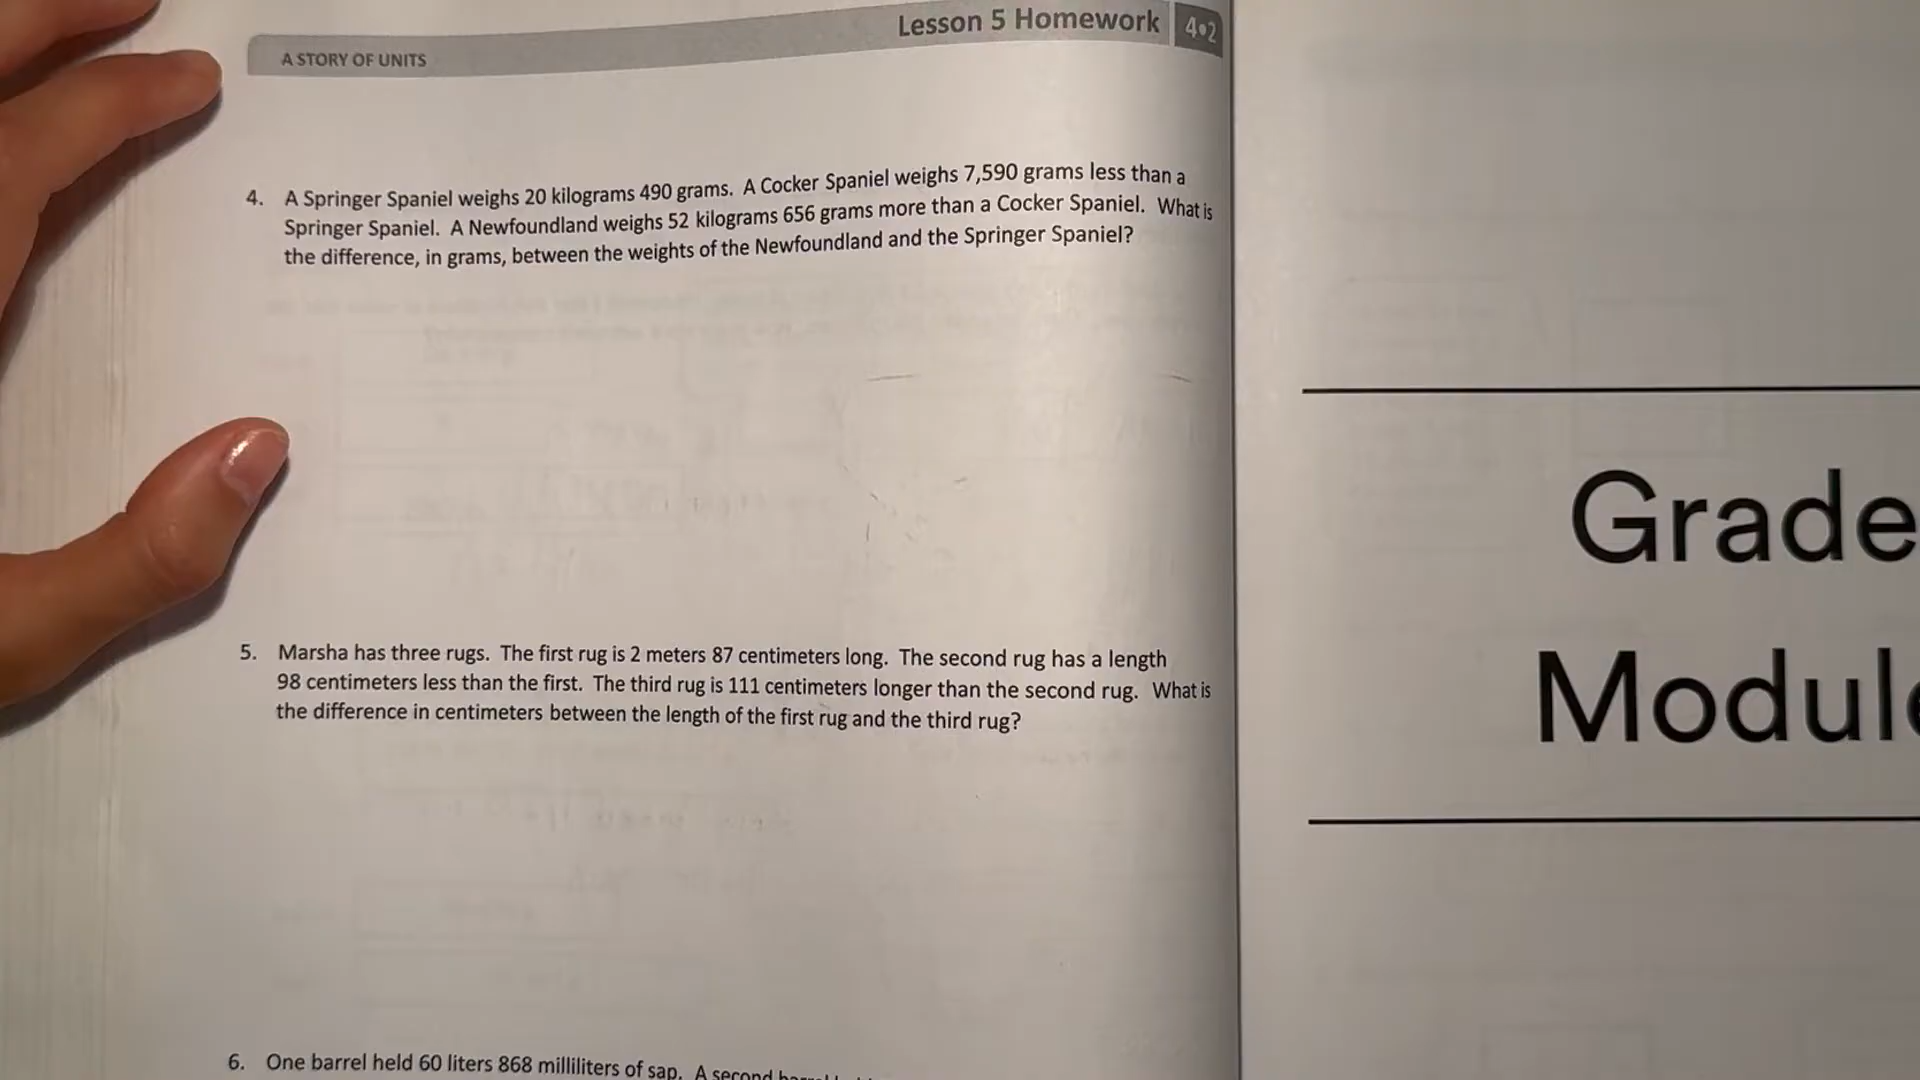 Lesson 5 Homework 4•2
A STORY OF UNITS
4. A Springer Spaniel weighs 20 kilograms 490 grams. A Cocker Spaniel weighs 7,590 grams less than a
Springer Spaniel. A Newfoundland weighs 52 kilograms 656 grams more than a Cocker Spaniel. What is
the difference, in grams, between the weights of the Newfoundland and the Springer Spaniel?
5. Marsha has three rugs. The first rug is 2 meters 87 centimeters long. The second rug has a length
98 centimeters less than the first. The third rug is 111 centimeters longer than the second rug. What is
the difference in centimeters between the length of the first rug and the third rug?
6. One barrel held 60 liters 868 milliliters of sap. A second
Grade
Module